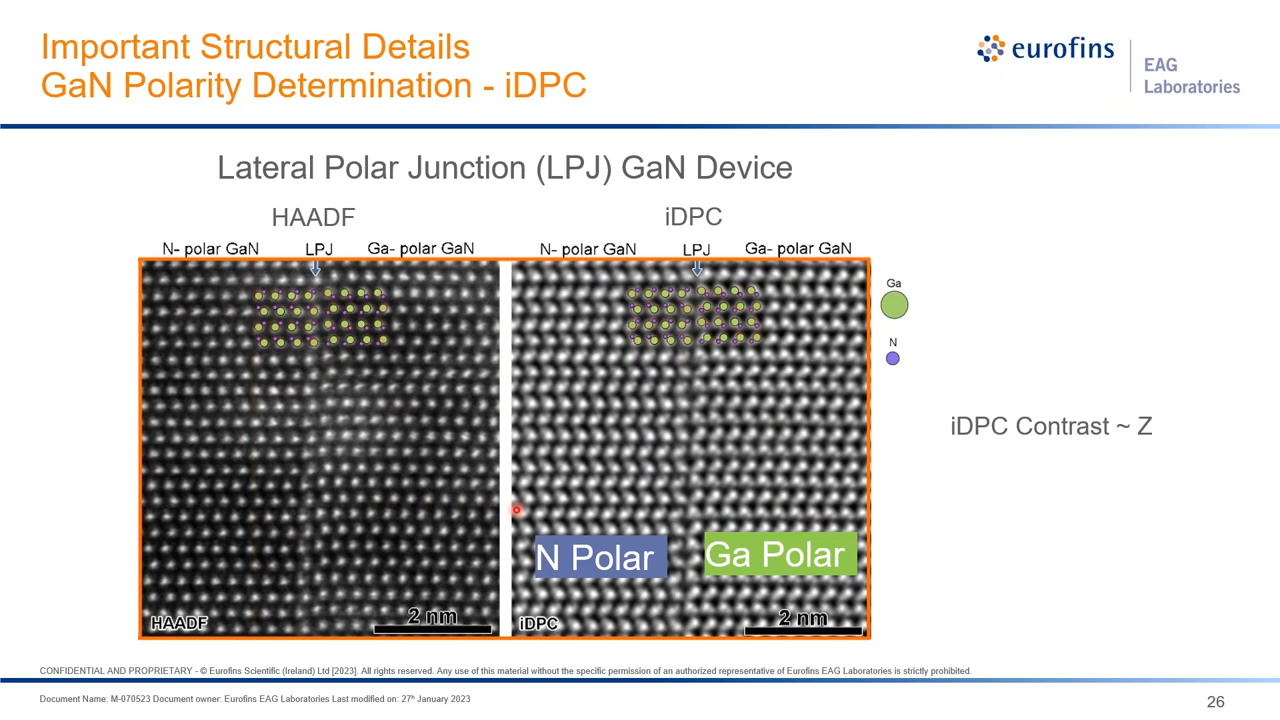 Important Structural Details
GaN Polarity Determination - iDPC
eurofins
EAG
Laboratories
Lateral Polar Junction (LPJ) GaN Device
HAADF
iDPC
N- polar GaN
LPJ
Ga- polar GaN
N- polar GaN
LPJ
Ga- polar GaN
Ga
N
iDPC Contrast ~ Z
N Polar
Ga Polar
HAADF
2 nm
iDPC
2 nm
CONFIDENTIAL AND PROPRIETARY - © Eurofins Scientific (Ireland) Ltd [2023]. All rights reserved. Any use of this material without the specific permission of an authorized representative of Eurofins EAG Laboratories is strictly prohibited.
Document Name: M-070523 Document owner: Eurofins EAG Laboratories Last modified on: 27th January 2023
26